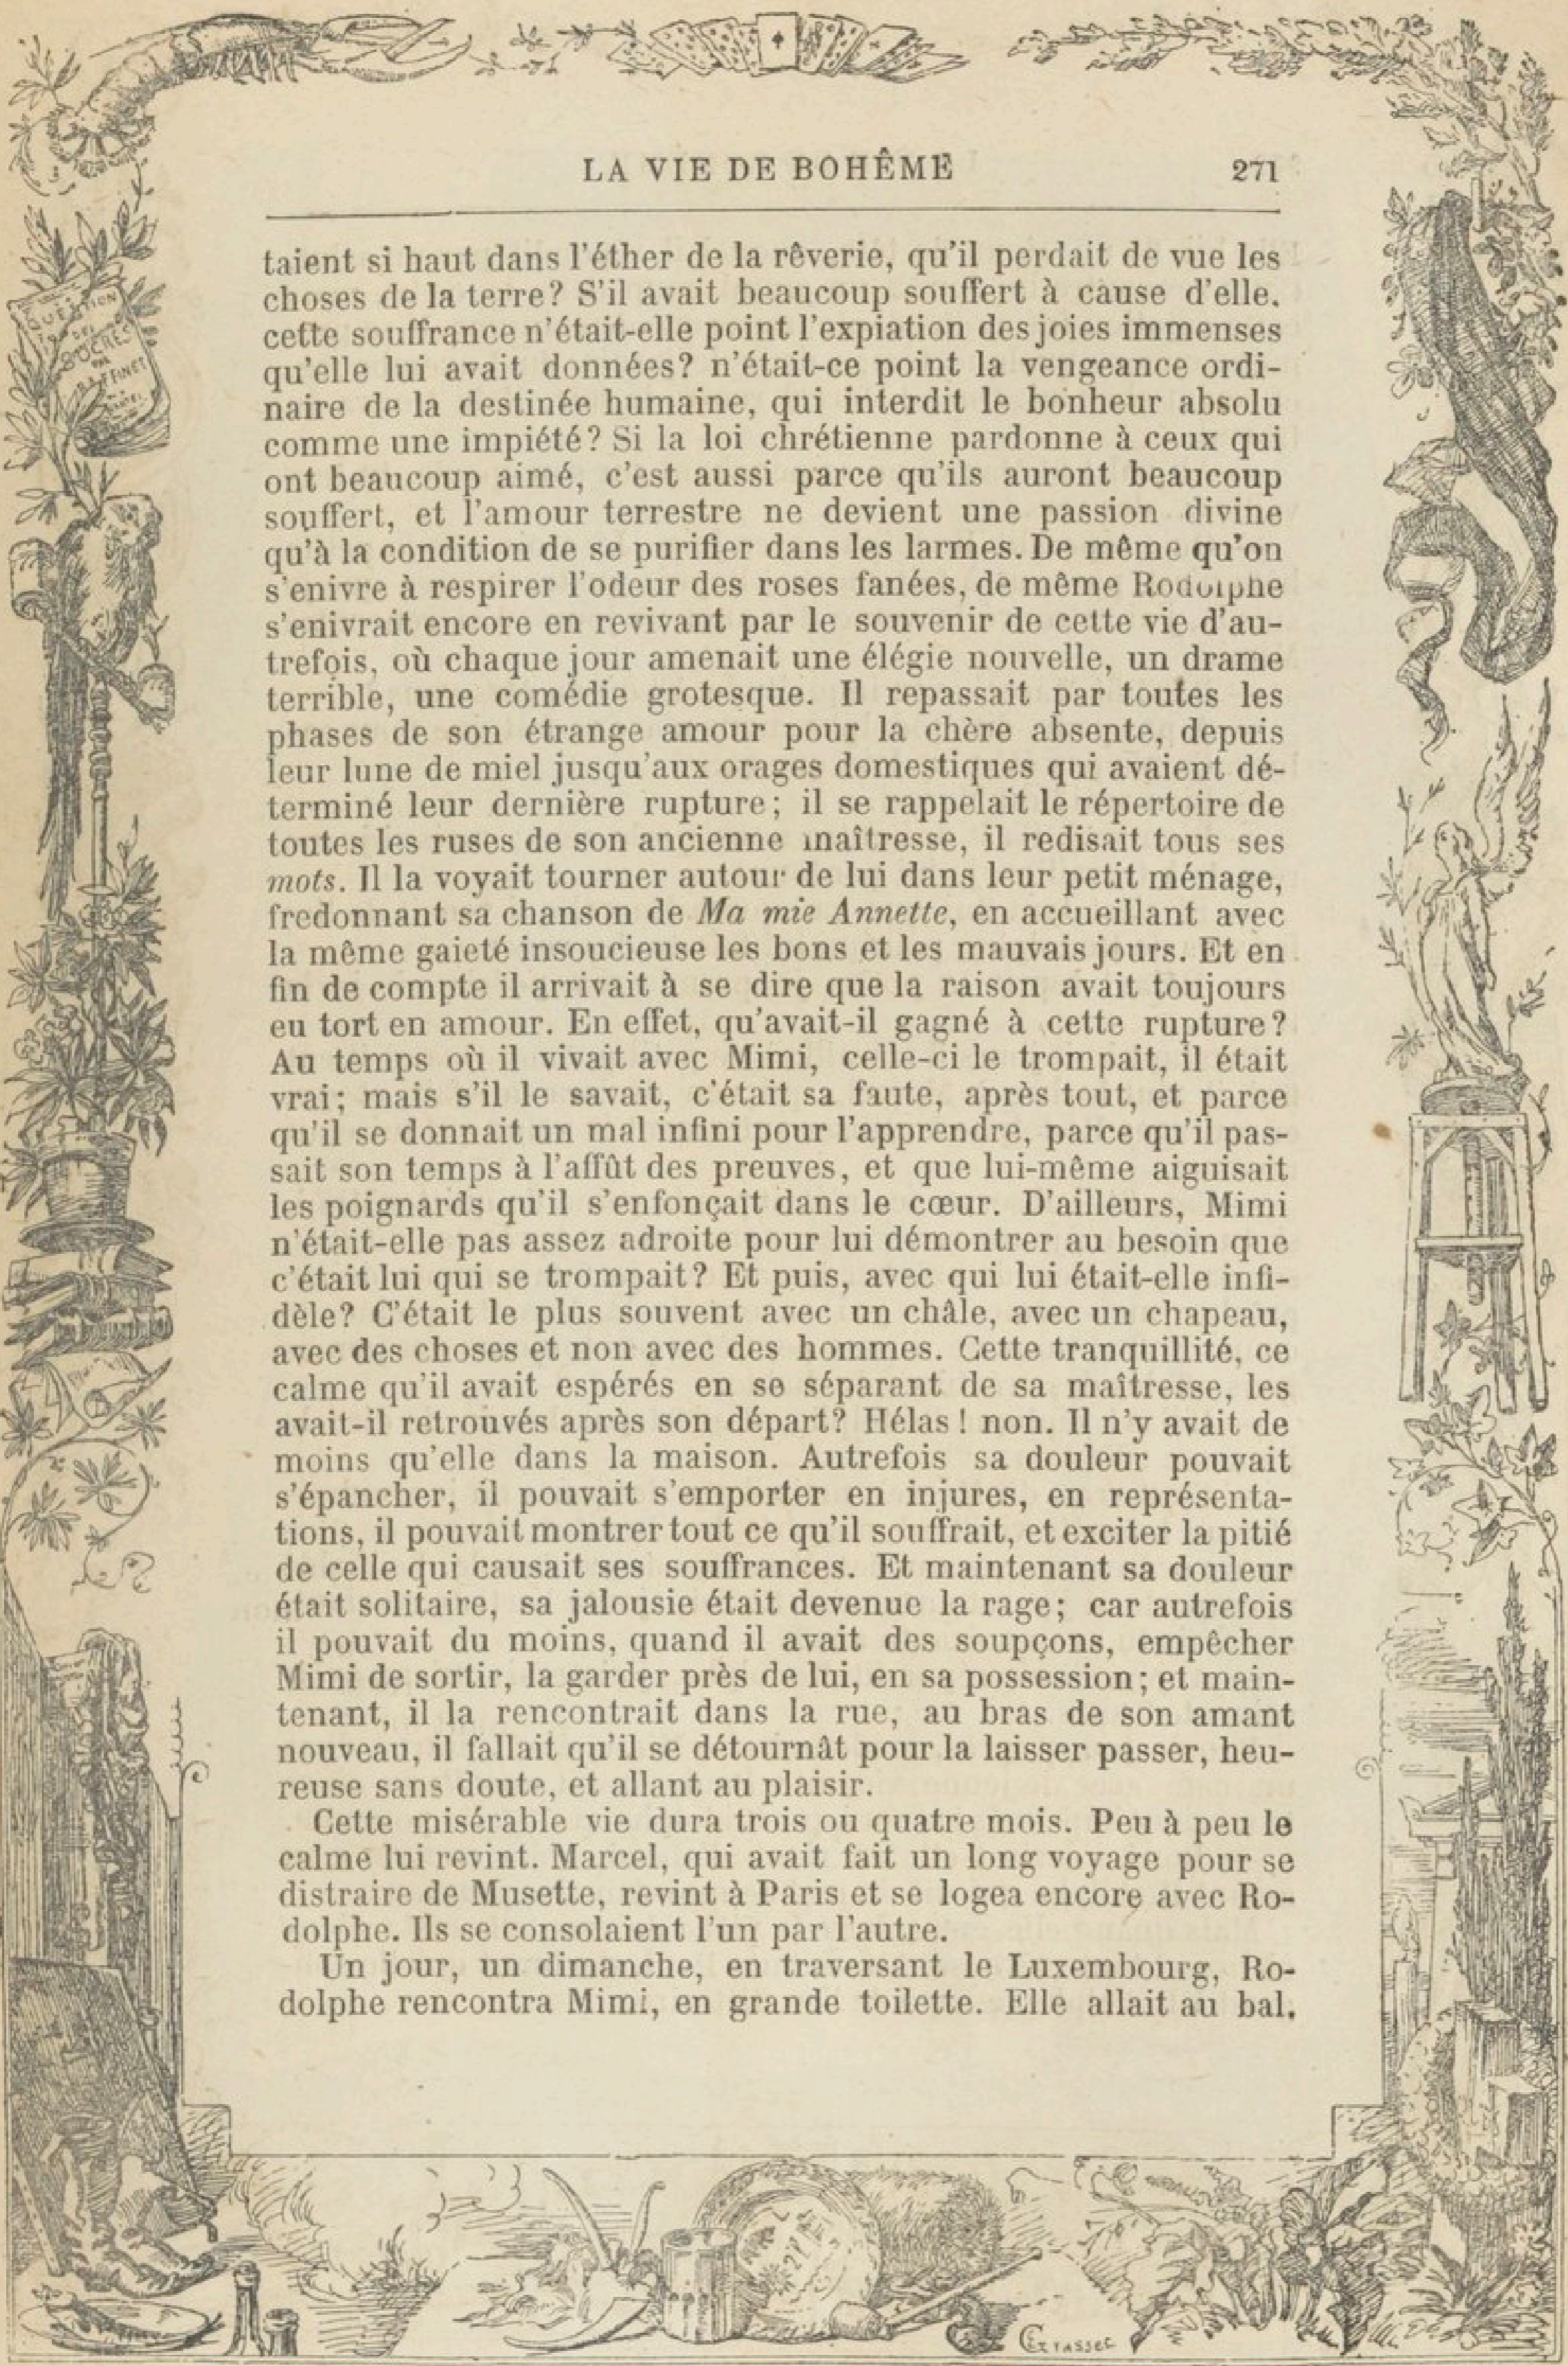 LA VIE DE BOHÊME 271
taient si haut dans l'éther de la rêverie, qu'il perdait de vue les
choses de la terre? S'il avait beaucoup souffert à cause d'elle,
cette souffrance n'était-elle point l'expiation des joies immenses
qu'elle lui avait données? n'était-ce point la vengeance ordi-
naire de la destinée humaine, qui interdit le bonheur absolu
comme une impiété? Si la loi chrétienne pardonne à ceux qui
ont beaucoup aimé, c'est aussi parce qu'ils auront beaucoup
souffert, et l'amour terrestre ne devient une passion divine
qu'à la condition de se purifier dans les larmes. De même qu'on
s'enivre à respirer l'odeur des roses fanées, de même Rodolphe
s'enivrait encore en revivant par le souvenir de cette vie d'au-
trefois, où chaque jour amenait une élégie nouvelle, un drame
terrible, une comédie grotesque. Il repassait par toutes les
phases de son étrange amour pour la chère absente, depuis
leur lune de miel jusqu'aux orages domestiques qui avaient dé-
terminé leur dernière rupture; il se rappelait le répertoire de
toutes les ruses de son ancienne maîtresse, il redisait tous ses
mots. Il la voyait tourner autour de lui dans leur petit ménage,
fredonnant sa chanson de Ma mie Annette, en accueillant avec
la même gaieté insoucieuse les bons et les mauvais jours. Et en
fin de compte il arrivait à se dire que la raison avait toujours
eu tort en amour. En effet, qu'avait-il gagné à cette rupture?
Au temps où il vivait avec Mimi, celle-ci le trompait, il était
vrai; mais s'il le savait, c'était sa faute, après tout, et parce
qu'il se donnait un mal infini pour l'apprendre, parce qu'il pas-
sait son temps à l'affût des preuves, et que lui-même aiguisait
les poignards qu'il s'enfonçait dans le cœur. D'ailleurs, Mimi
n'était-elle pas assez adroite pour lui démontrer au besoin que
c'était lui qui se trompait? Et puis, avec qui lui était-elle infi-
dèle? C'était le plus souvent avec un châle, avec un chapeau,
avec des choses et non avec des hommes. Cette tranquillité, ce
calme qu'il avait espérés en se séparant de sa maîtresse, les
avait-il retrouvés après son départ? Hélas! non. Il n'y avait de
moins qu'elle dans la maison. Autrefois sa douleur pouvait
s'épancher, il pouvait s'emporter en injures, en représenta-
tions, il pouvait montrer tout ce qu'il souffrait, et exciter la pitié
de celle qui causait ses souffrances. Et maintenant sa douleur
était solitaire, sa jalousie était devenue la rage; car autrefois
il pouvait du moins, quand il avait des soupçons, empêcher
Mimi de sortir, la garder près de lui, en sa possession; et main-
tenant, il la rencontrait dans la rue, au bras de son amant
nouveau, il fallait qu'il se détournât pour la laisser passer, heu-
reuse sans doute, et allant au plaisir.
Cette misérable vie dura trois ou quatre mois. Peu à peu le
calme lui revint. Marcel, qui avait fait un long voyage pour se
distraire de Musette, revint à Paris et se logea encore avec Ro-
dolphe. Ils se consolaient l'un par l'autre.
Un jour, un dimanche, en traversant le Luxembourg, Ro-
dolphe rencontra Mimi, en grande toilette. Elle allait au bal.